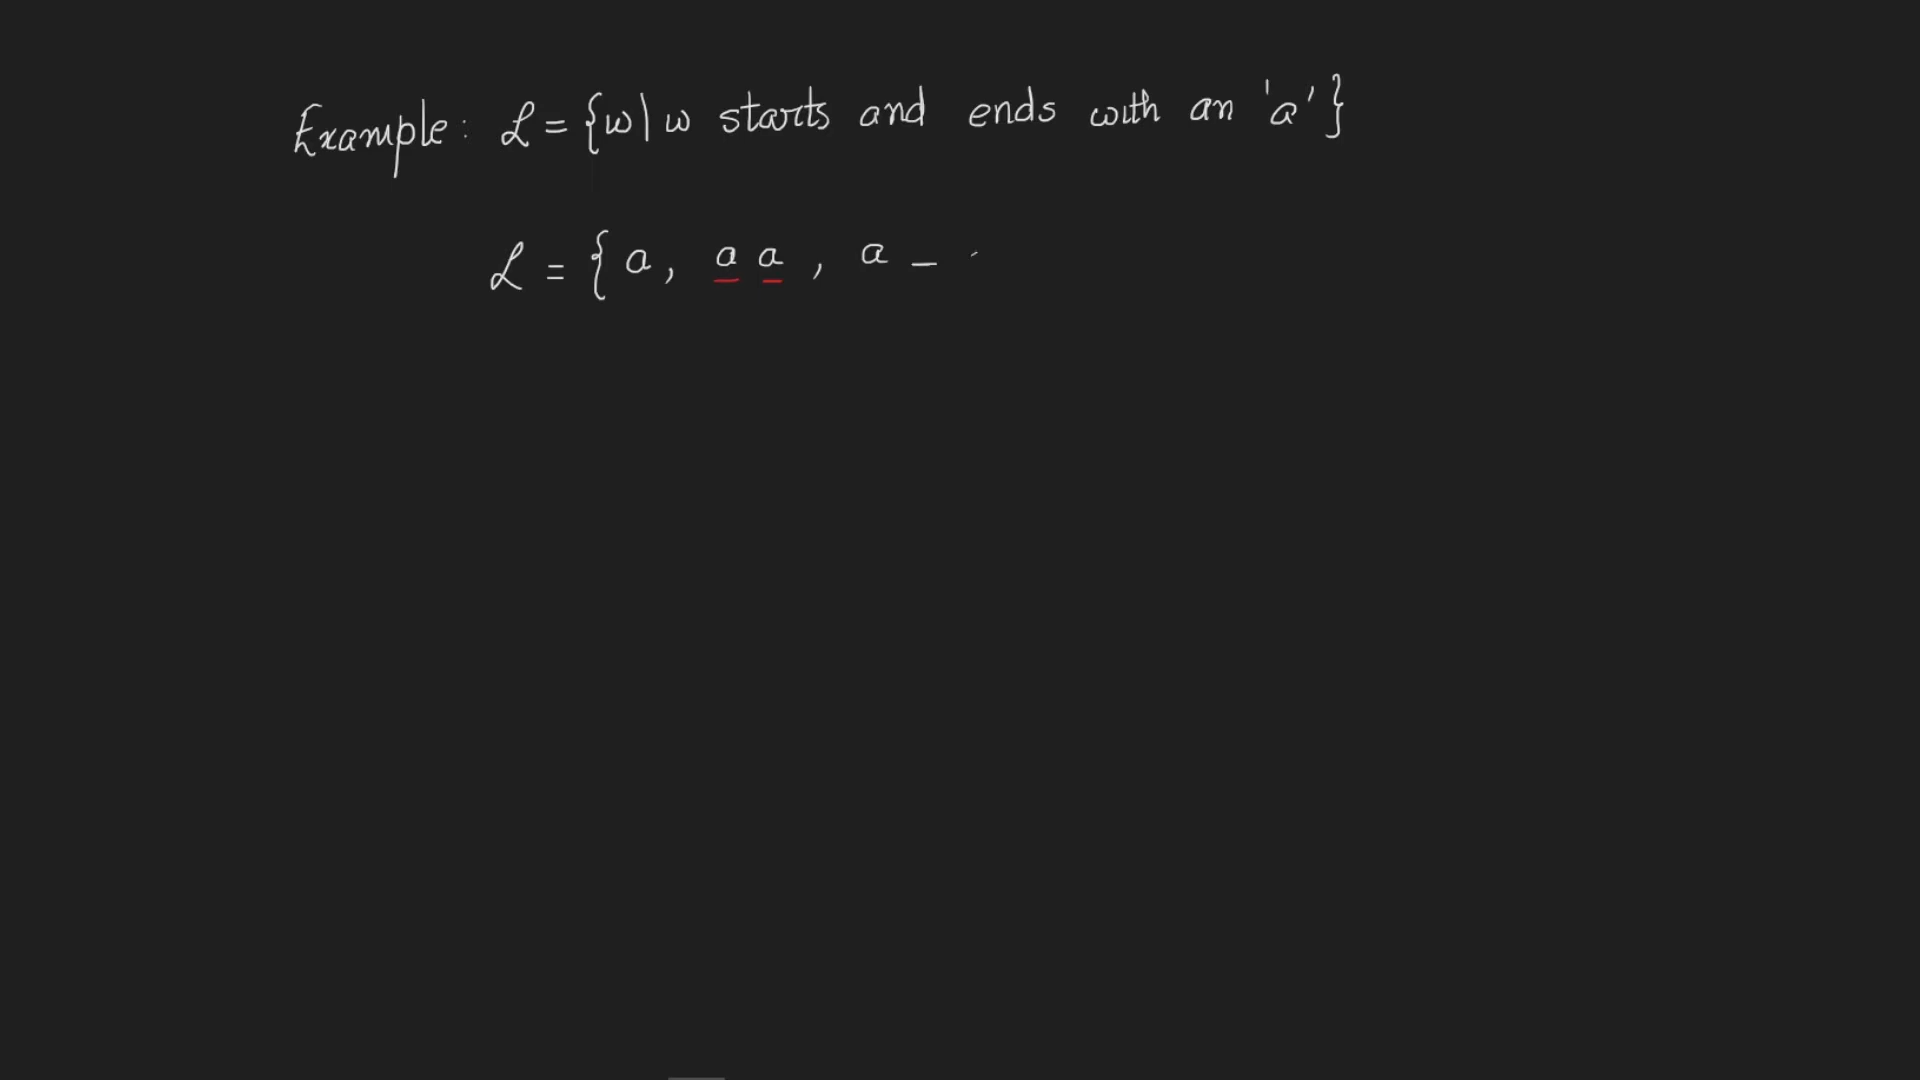 Example: L = {w | w starts and ends with an 'a'}
L = { a, a a , a _